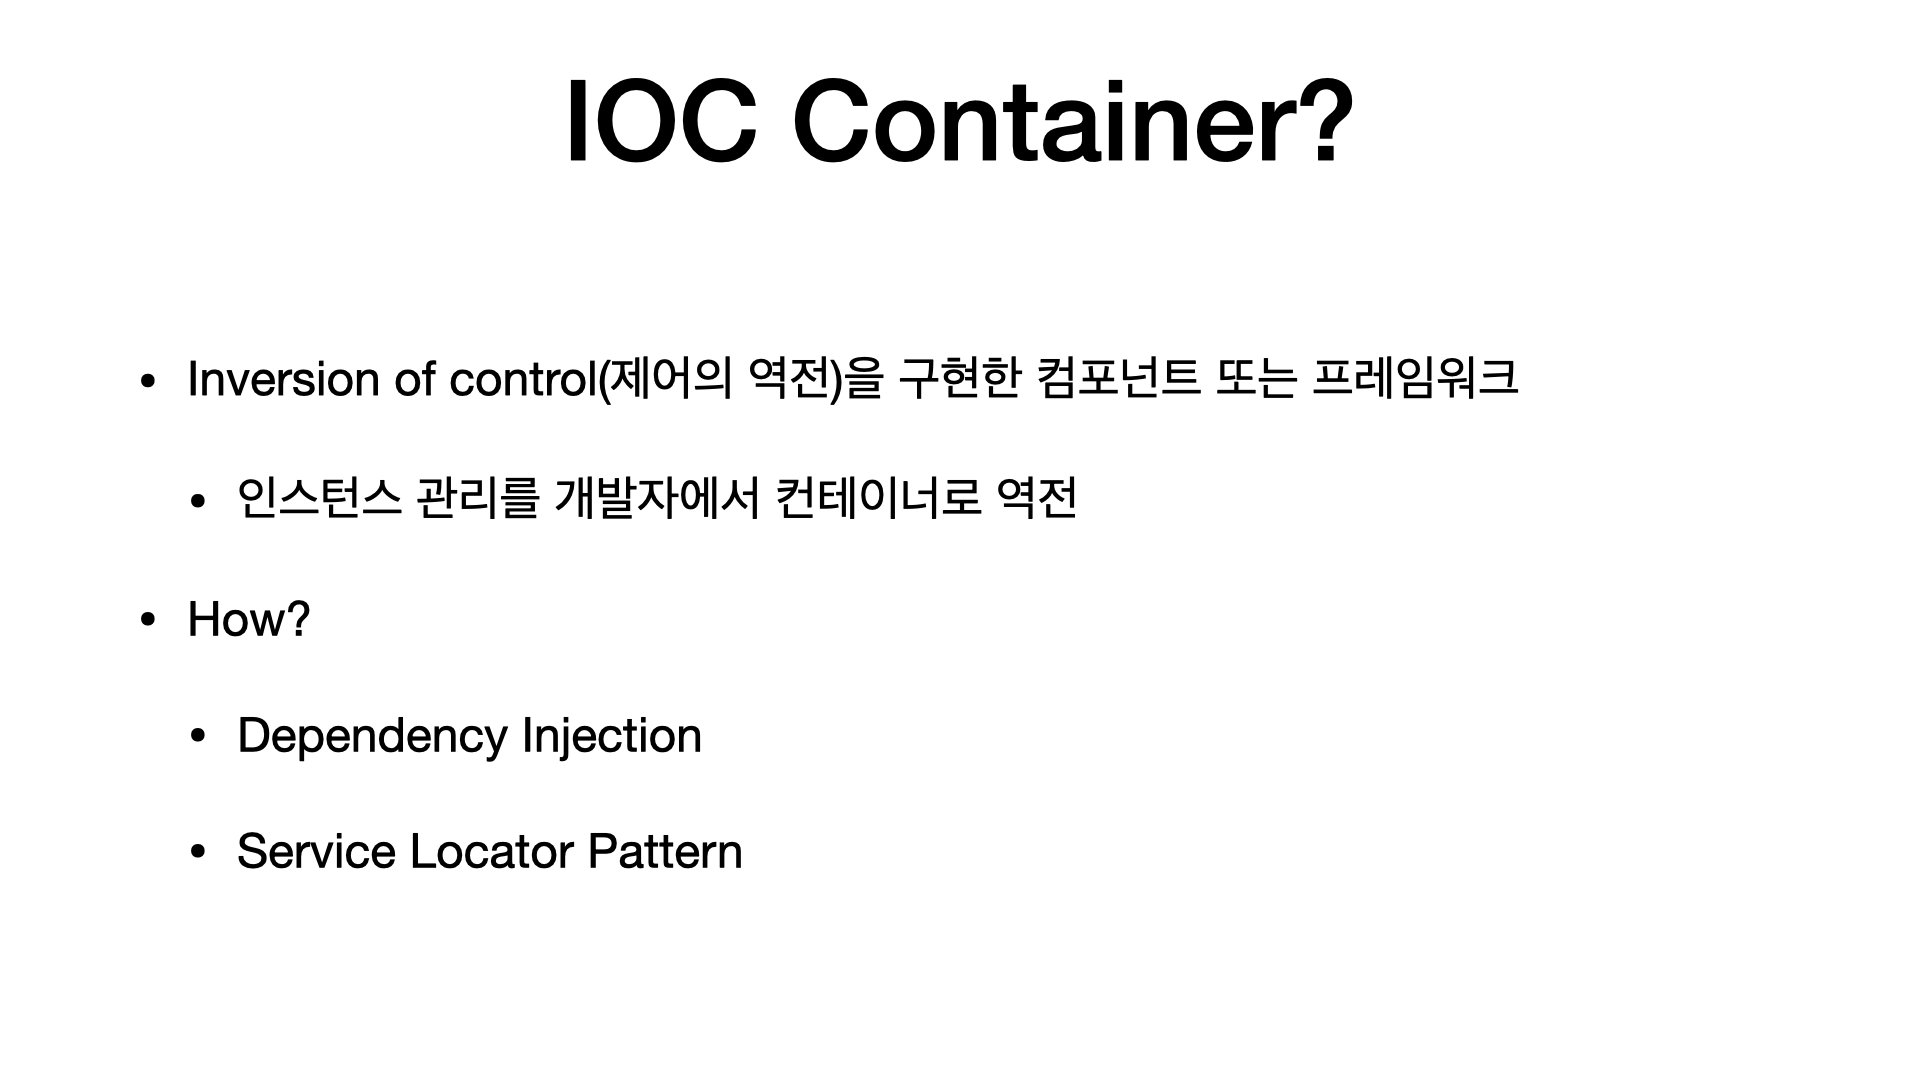 IOC Container?
• Inversion of control(제어의 역전)을 구현한 컴포넌트 또는 프레임워크
• 인스턴스 관리를 개발자에서 컨테이너로 역전
• How?
• Dependency Injection
• Service Locator Pattern